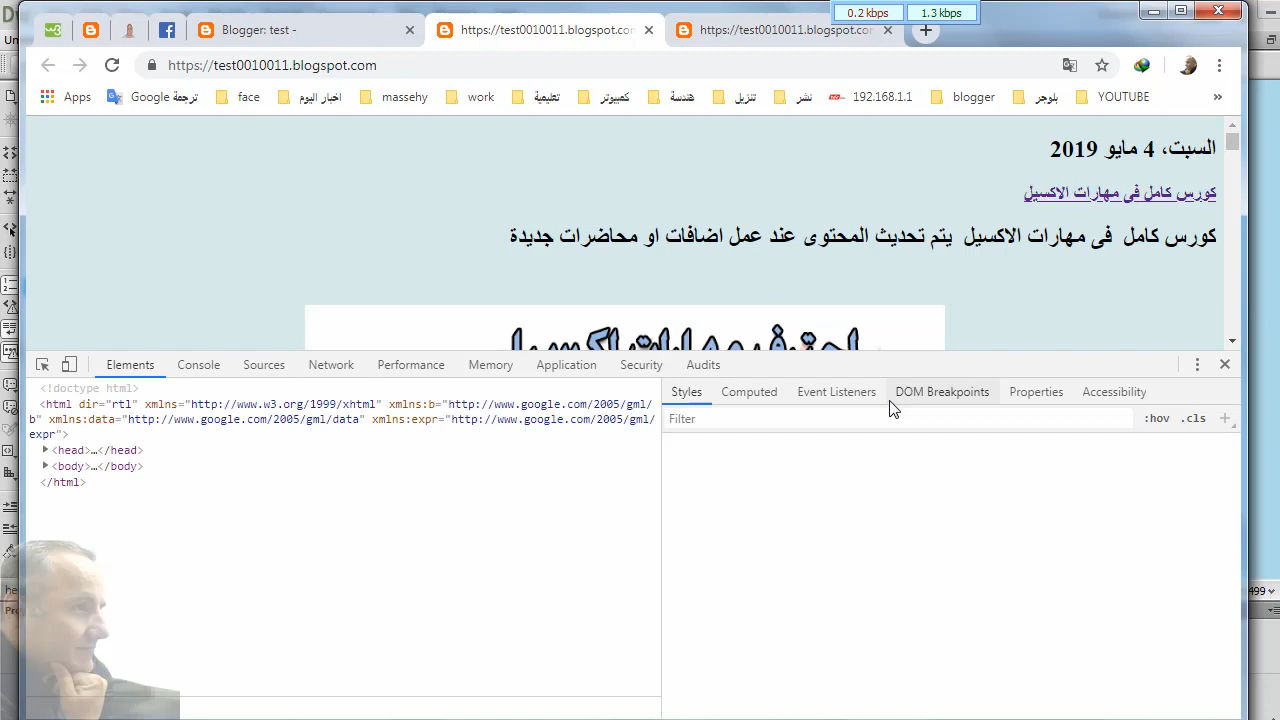 0.2 kbps 1.3 kbps
Blogger: test - https://test0010011.blogspot.com https://test0010011.blogspot.com
https://test0010011.blogspot.com
Apps ترجمة Google face اخبار اليوم massehy work تعليمية كمبيوتر هندسة تنزيل نشر 192.168.1.1 blogger بلوجر YOUTUBE »
السبت، 4 مايو 2019
كورس كامل فى مهارات الاكسيل
كورس كامل فى مهارات الاكسيل يتم تحديث المحتوى عند عمل اضافات او محاضرات جديدة
Elements Console Sources Network Performance Memory Application Security Audits
<!doctype html>
<html dir="rtl" xmlns="http://www.w3.org/1999/xhtml" xmlns:b="http://www.google.com/2005/gml/
b" xmlns:data="http://www.google.com/2005/gml/data" xmlns:expr="http://www.google.com/2005/gml/
expr">
<head>…</head>
<body>…</body>
</html>
Styles Computed Event Listeners DOM Breakpoints Properties Accessibility
Filter :hov .cls +
499